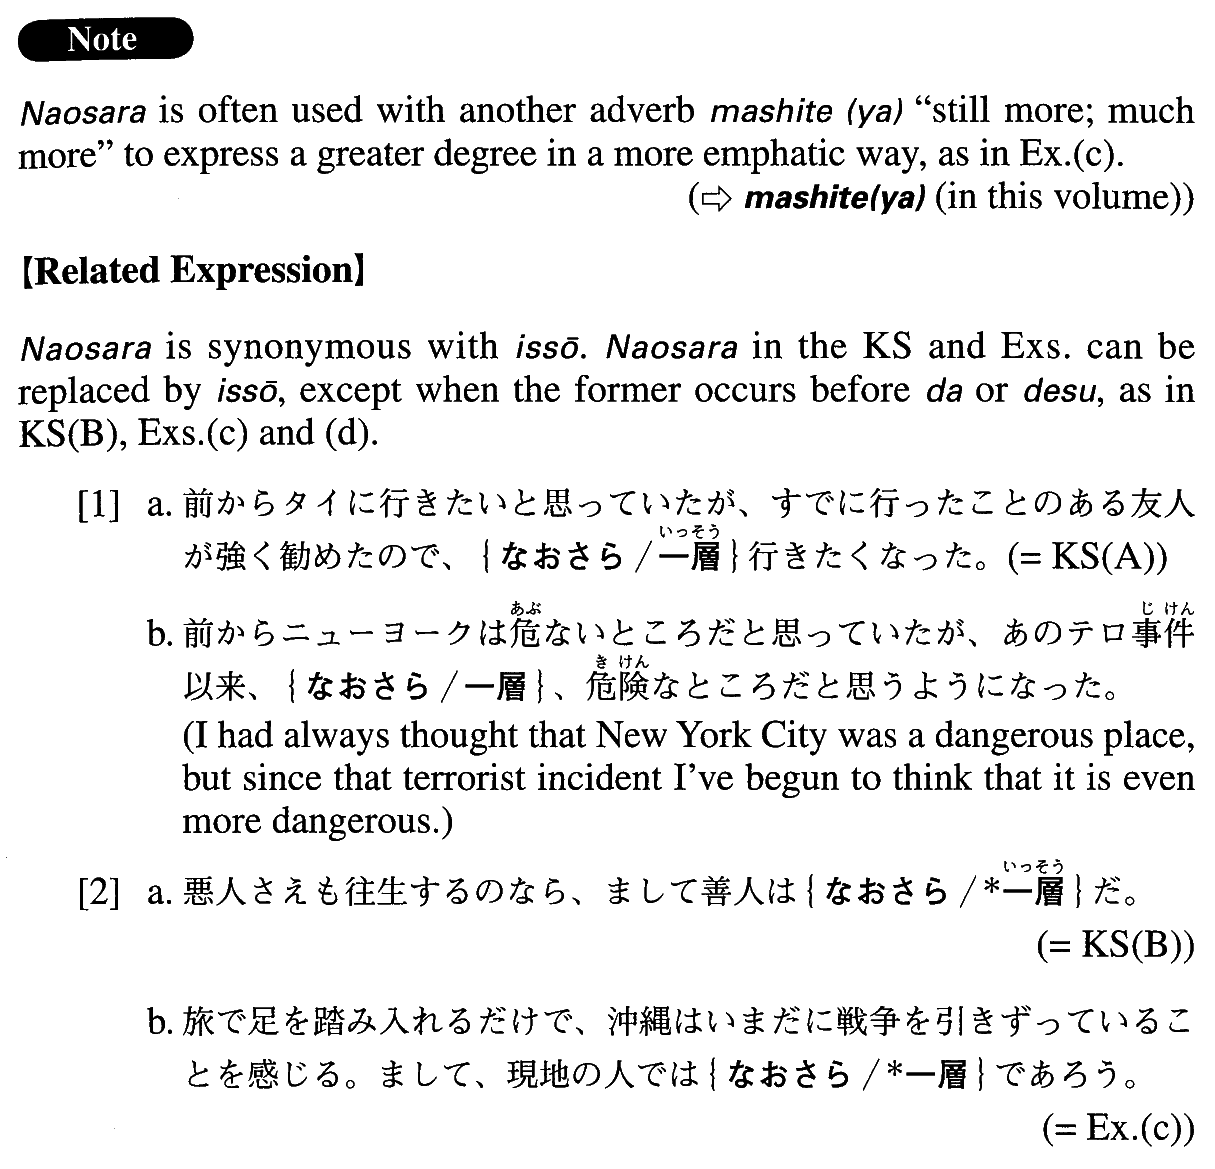 Note
Naosara is often used with another adverb mashite (ya) “still more; much
more” to express a greater degree in a more emphatic way, as in Ex.(c).
(⇨ mashite(ya) (in this volume))
【Related Expression】
Naosara is synonymous with issō. Naosara in the KS and Exs. can be
replaced by issō, except when the former occurs before da or desu, as in
KS(B), Exs.(c) and (d).
[1] a. 前からタイに行きたいと思っていたが、すでに行ったことのある友人
いっそう
が強く勧めたので、{なおさら/一層}行きたくなった。(= KS(A))
あぶ じけん
b. 前からニューヨークは危ないところだと思っていたが、あのテロ事件
きけん
以来、{なおさら/一層}、危険なところだと思うようになった。
(I had always thought that New York City was a dangerous place,
but since that terrorist incident I’ve begun to think that it is even
more dangerous.)
いっそう
[2] a. 悪人さえも往生するのなら、まして善人は{なおさら/*一層}だ。
(= KS(B))
b. 旅で足を踏み入れるだけで、沖縄はいまだに戦争を引きずっているこ
とを感じる。まして、現地の人では{なおさら/*一層}であろう。
(= Ex.(c))